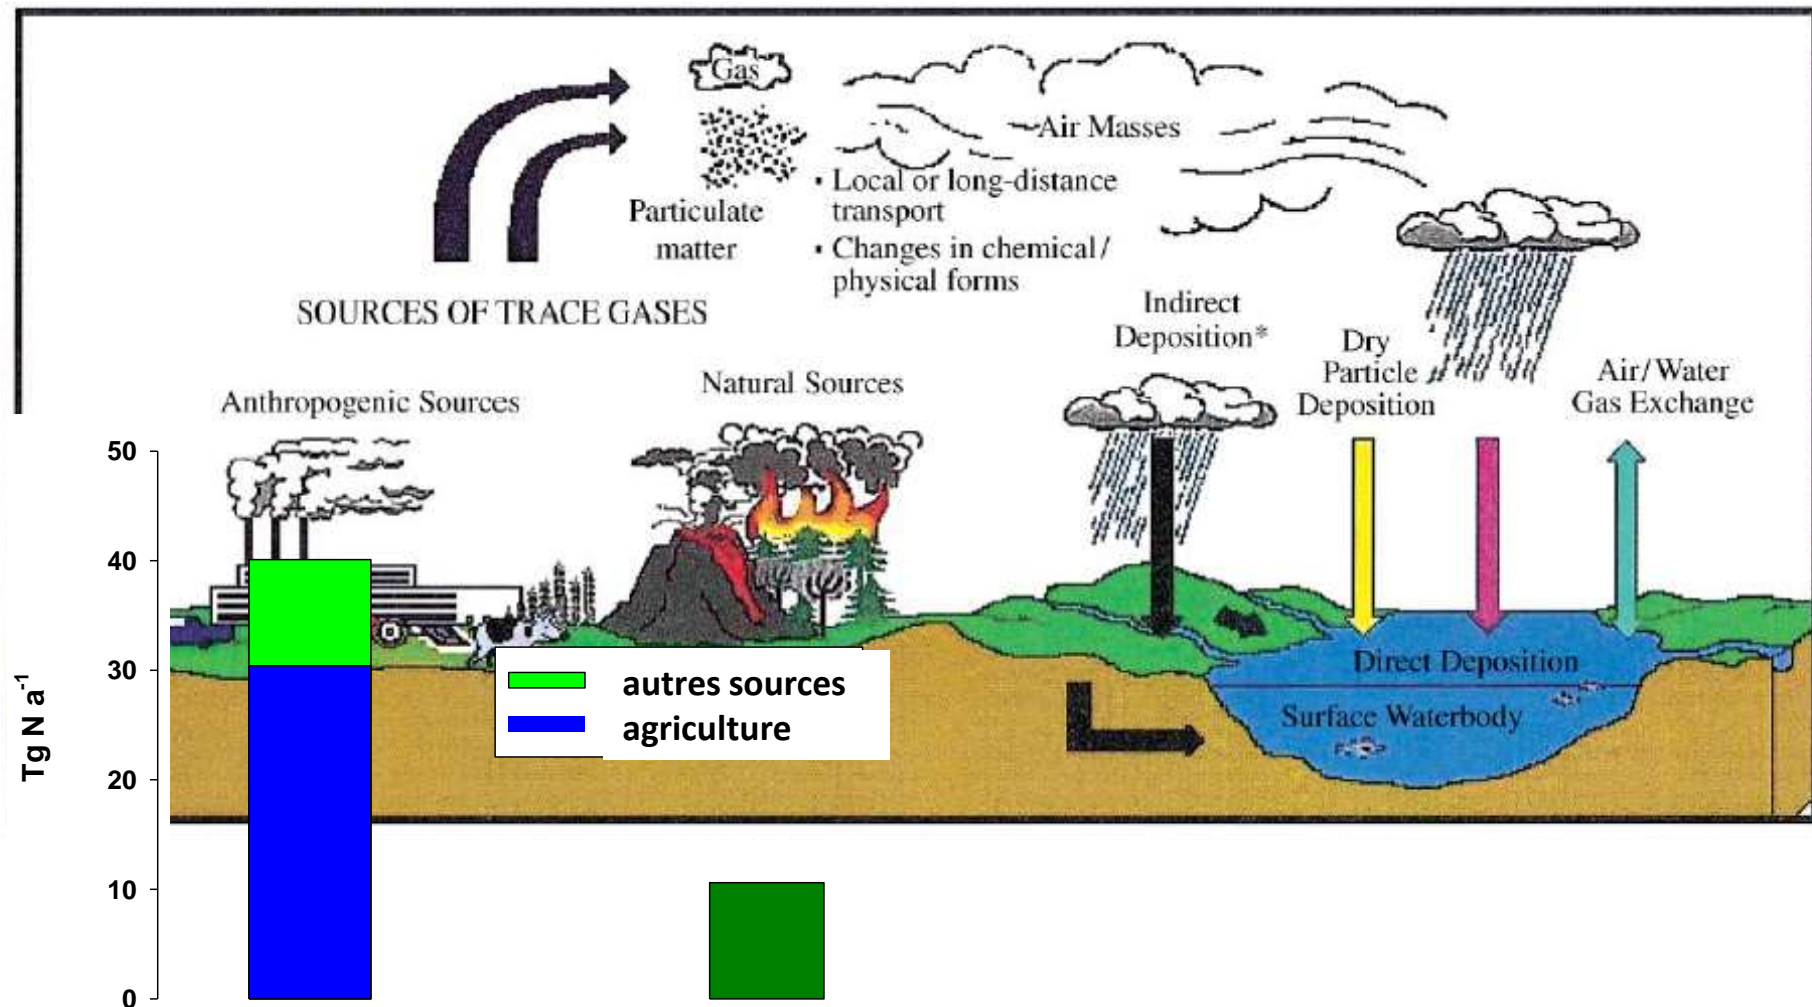 Gas
Air Masses
Particulate
matter
▪ Local or long-distance
transport
▪ Changes in chemical/
physical forms
SOURCES OF TRACE GASES
Indirect
Deposition*
Dry
Particle
Deposition
Air/Water
Gas Exchange
Natural Sources
Anthropogenic Sources
50
40
30
20
10
0
Tg N a⁻¹
autres sources
agriculture
Direct Deposition
Surface Waterbody